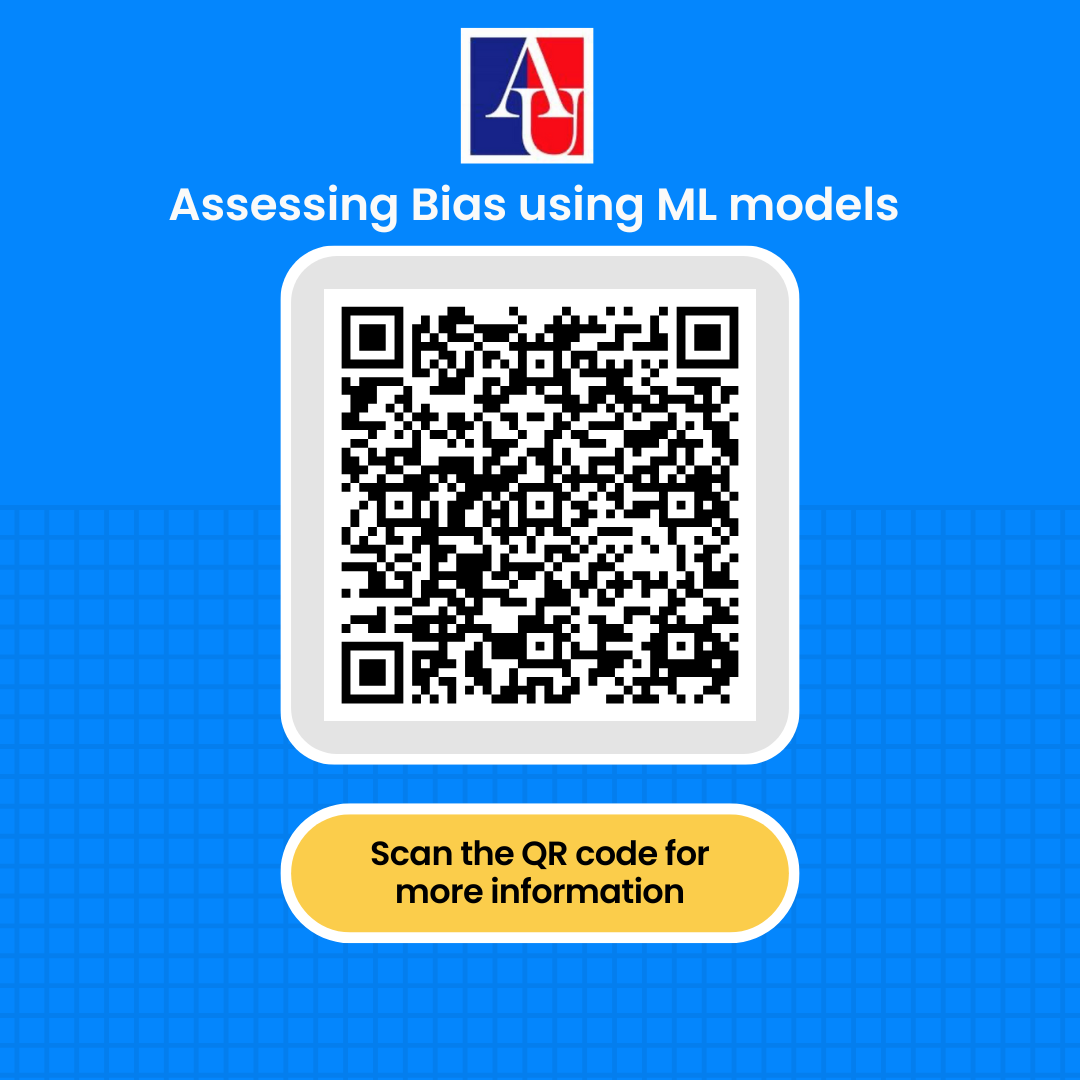 AU
Assessing Bias using ML models
Scan the QR code for
more information